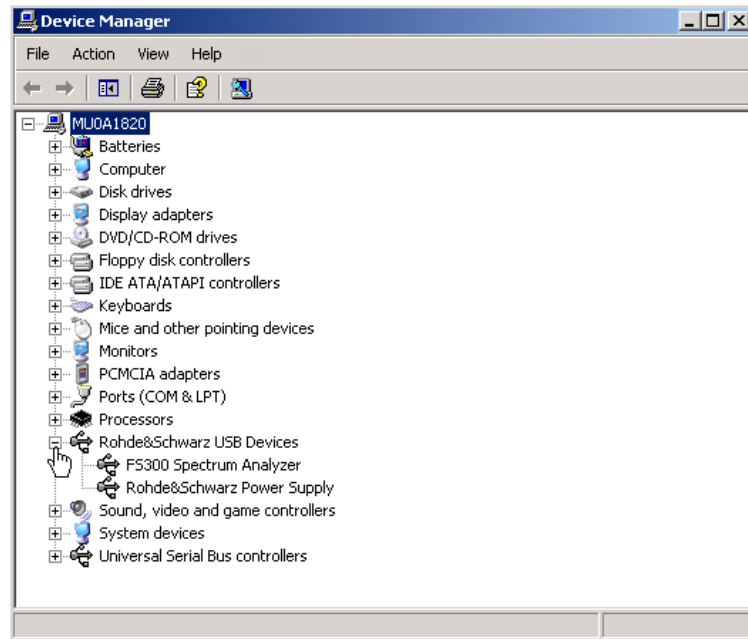 Device Manager
File Action View Help
MU0A1820
Batteries
Computer
Disk drives
Display adapters
DVD/CD-ROM drives
Floppy disk controllers
IDE ATA/ATAPI controllers
Keyboards
Mice and other pointing devices
Monitors
PCMCIA adapters
Ports (COM & LPT)
Processors
Rohde&Schwarz USB Devices
FS300 Spectrum Analyzer
Rohde&Schwarz Power Supply
Sound, video and game controllers
System devices
Universal Serial Bus controllers